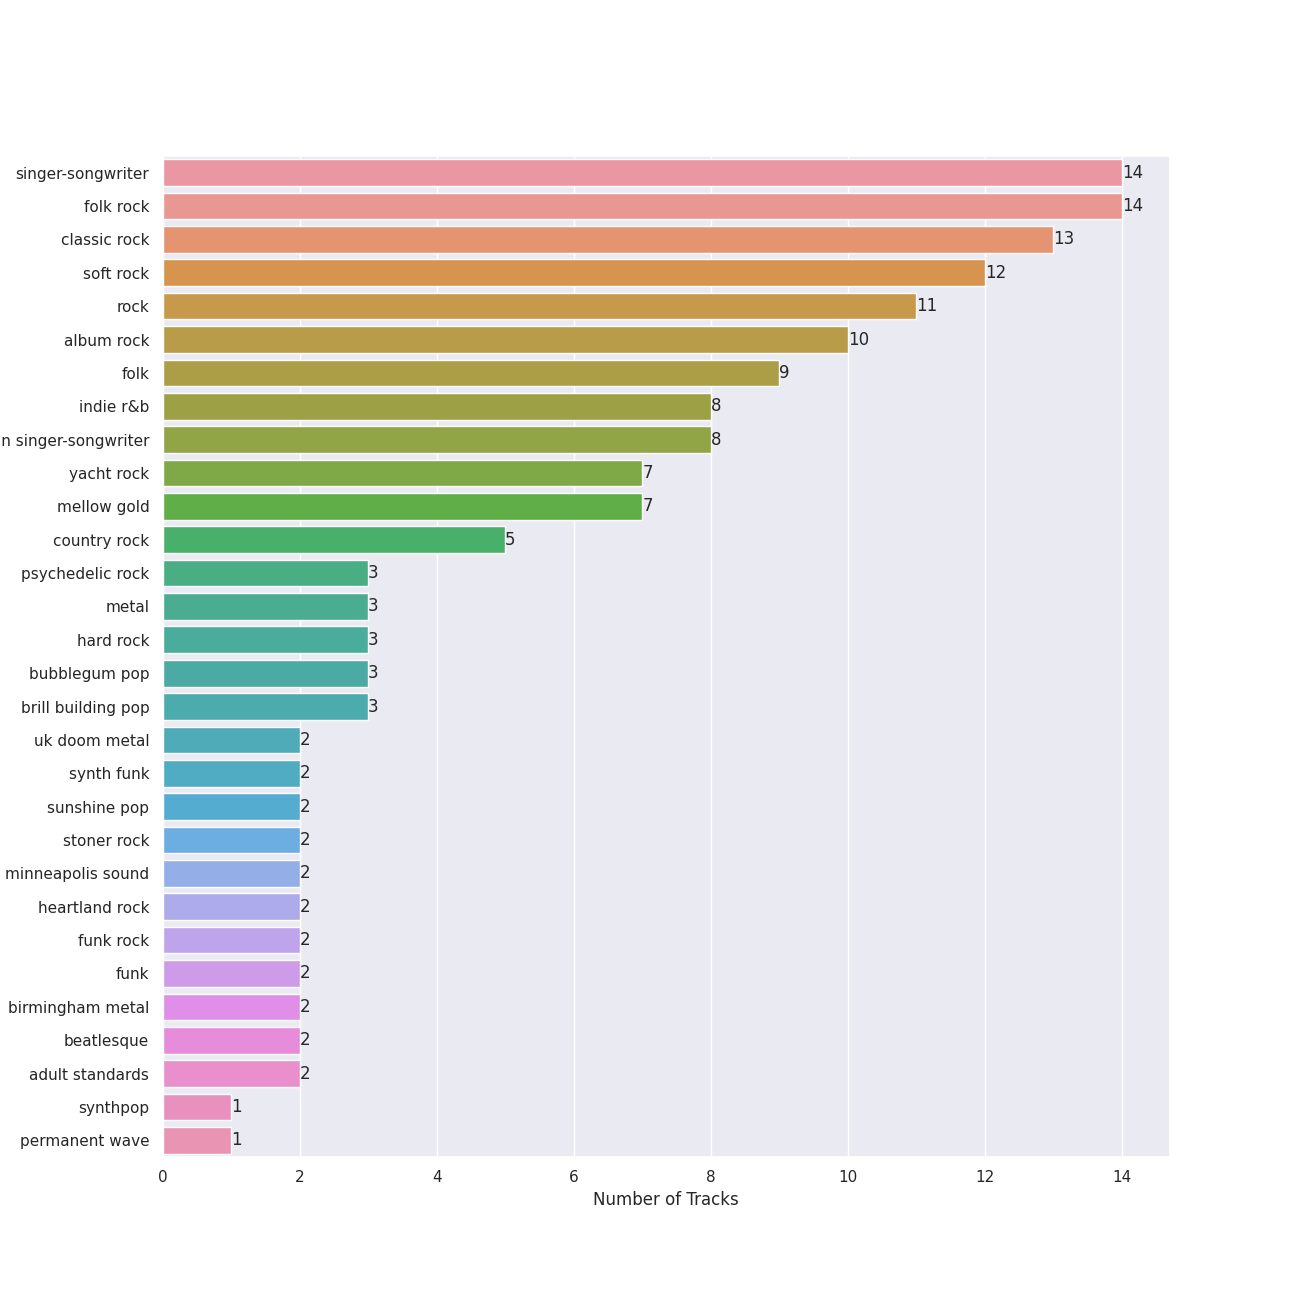 singer-songwriter 14
folk rock 14
classic rock 13
soft rock 12
rock 11
album rock 10
folk 9
indie r&b 8
n singer-songwriter 8
yacht rock 7
mellow gold 7
country rock 5
psychedelic rock 3
metal 3
hard rock 3
bubblegum pop 3
brill building pop 3
uk doom metal 2
synth funk 2
sunshine pop 2
stoner rock 2
minneapolis sound 2
heartland rock 2
funk rock 2
funk 2
birmingham metal 2
beatlesque 2
adult standards 2
synthpop 1
permanent wave 1
0 2 4 6 8 10 12 14
Number of Tracks